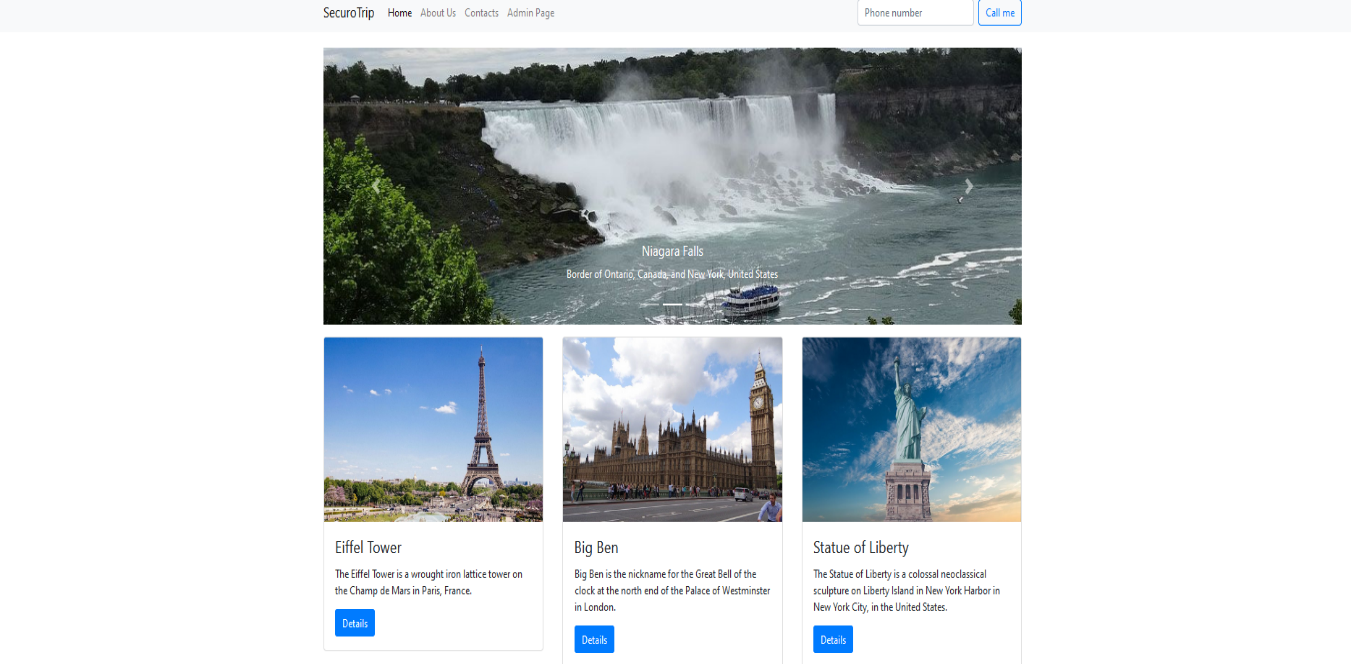 SecuroTrip Home About Us Contacts Admin Page Phone number Call me
Niagara Falls
Border of Ontario, Canada, and New York, United States
Eiffel Tower
The Eiffel Tower is a wrought iron lattice tower on
the Champ de Mars in Paris, France.
Details
Big Ben
Big Ben is the nickname for the Great Bell of the
clock at the north end of the Palace of Westminster
in London.
Details
Statue of Liberty
The Statue of Liberty is a colossal neoclassical
sculpture on Liberty Island in New York Harbor in
New York City, in the United States.
Details